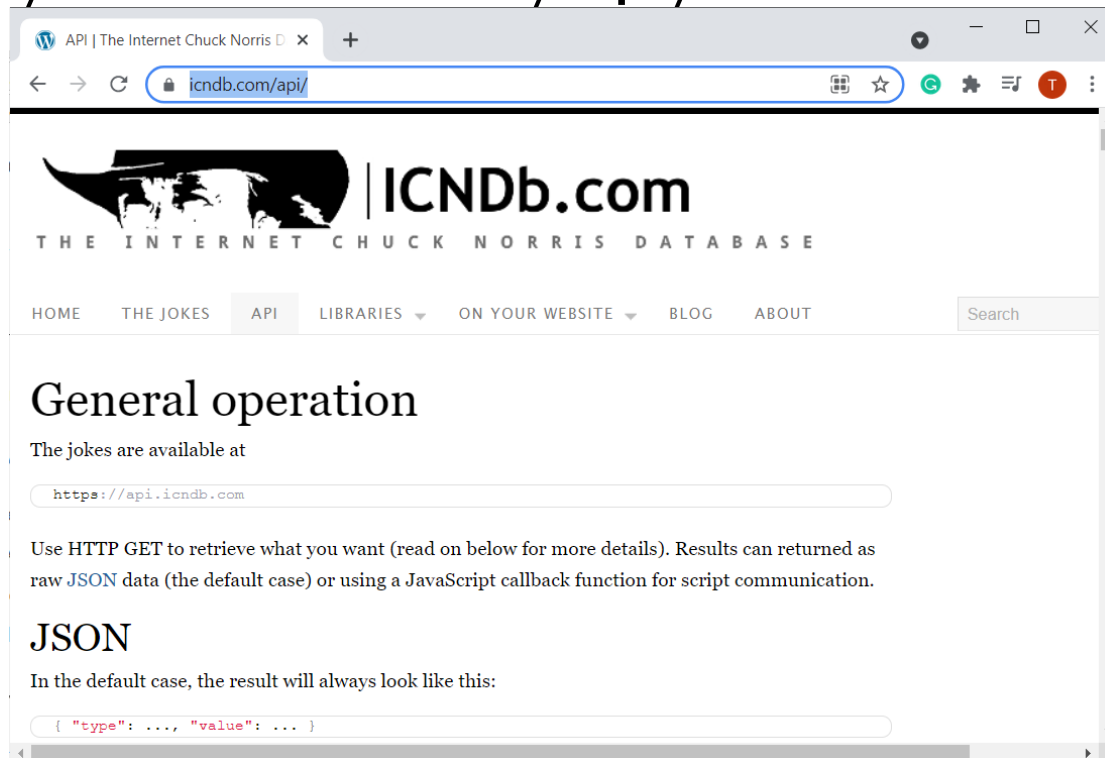 API | The Internet Chuck Norris D
icndb.com/api/
G
T
ICNDb.com
THE INTERNET CHUCK NORRIS DATABASE
HOME THE JOKES API LIBRARIES ON YOUR WEBSITE BLOG ABOUT Search
General operation
The jokes are available at
https://api.icndb.com
Use HTTP GET to retrieve what you want (read on below for more details). Results can returned as
raw JSON data (the default case) or using a JavaScript callback function for script communication.
JSON
In the default case, the result will always look like this:
{ "type": ..., "value": ... }